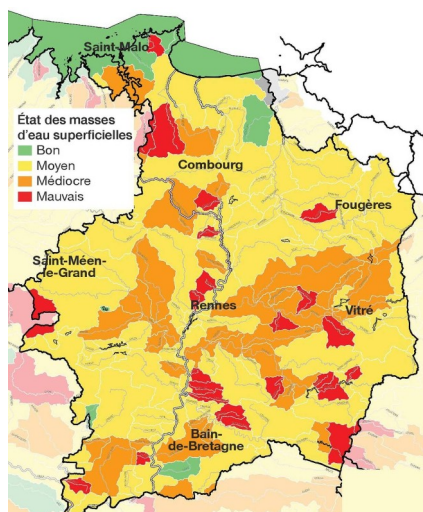 Saint-Malo
État des masses
d'eau superficielles
Bon
Moyen
Médiocre
Mauvais
Combourg
Fougères
Saint-Méen-
le-Grand
Rennes
Vitré
Bain-
de-Bretagne